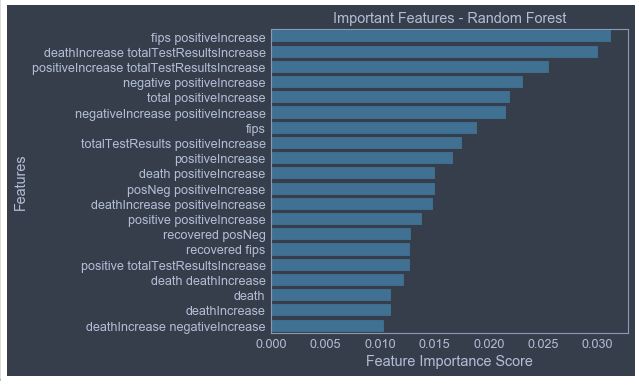 Important Features - Random Forest
fips positiveIncrease
deathIncrease totalTestResultsIncrease
positiveIncrease totalTestResultsIncrease
negative positiveIncrease
total positiveIncrease
negativeIncrease positiveIncrease
fips
totalTestResults positiveIncrease
positiveIncrease
death positiveIncrease
posNeg positiveIncrease
deathIncrease positiveIncrease
positive positiveIncrease
recovered posNeg
recovered fips
positive totalTestResultsIncrease
death deathIncrease
death
deathIncrease
deathIncrease negativeIncrease
Features
0.000 0.005 0.010 0.015 0.020 0.025 0.030
Feature Importance Score